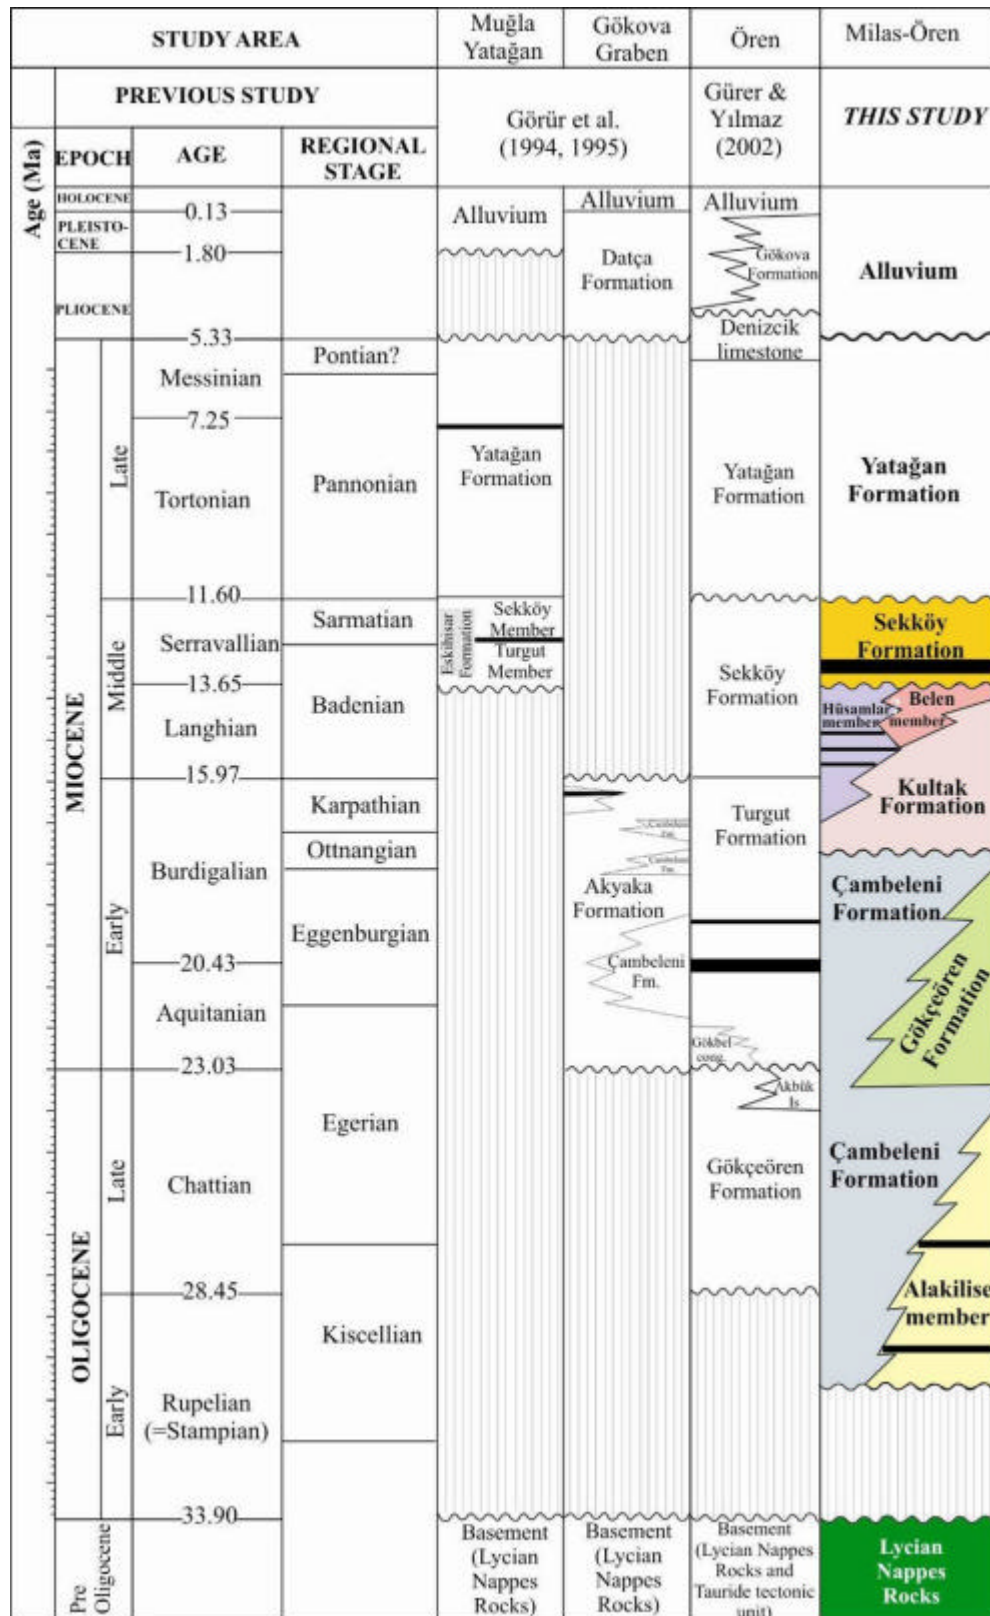 STUDY AREA
Muğla
Yatağan
Gökova
Graben
Ören
Milas-Ören
PREVIOUS STUDY
Görür et al.
(1994, 1995)
Gürer &
Yılmaz
(2002)
THIS STUDY
Age (Ma)
EPOCH
AGE
REGIONAL
STAGE
HOLOCENE
0.13
PLEISTO-
CENE
1.80
PLIOCENE
5.33
MIOCENE
Late
Messinian
7.25
Tortonian
11.60
Middle
Serravallian
13.65
Langhian
15.97
Early
Burdigalian
20.43
Aquitanian
23.03
OLIGOCENE
Late
Chattian
28.45
Early
Rupelian
(=Stampian)
33.90
Pre
Oligocene
Pontian?
Pannonian
Sarmatian
Badenian
Karpathian
Ottnangian
Eggenburgian
Egerian
Kiscellian
Alluvium
Yatağan
Formation
Eskihisar
Formation
Sekköy
Member
Turgut
Member
Basement
(Lycian
Nappes
Rocks)
Alluvium
Datça
Formation
Çambeleni
Fm.
Çambeleni
Fm.
Akyaka
Formation
Çambeleni
Fm.
Basement
(Lycian
Nappes
Rocks)
Alluvium
Gökova
Formation
Denizcik
limestone
Yatağan
Formation
Sekköy
Formation
Turgut
Formation
Gökbel
cong.
Akbük
ls
Gökçeören
Formation
Basement
(Lycian Nappes
Rocks and
Tauride tectonic
unit)
Alluvium
Yatağan
Formation
Sekköy
Formation
Hüsamlar
member
Belen
member
Kultak
Formation
Çambeleni
Formation
Gökçeören
Formation
Çambeleni
Formation
Alakilise
member
Lycian
Nappes
Rocks